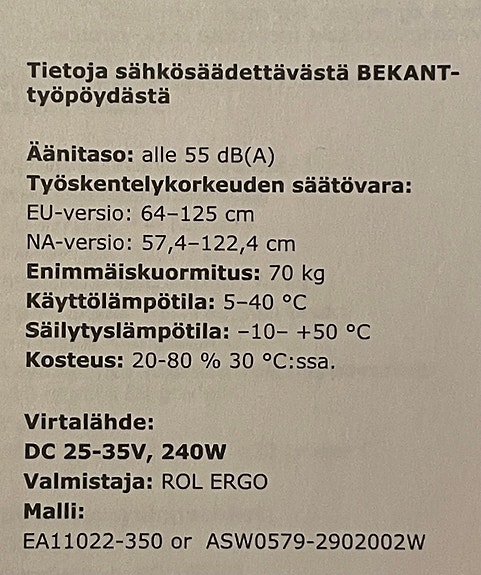 Tietoja sähkösäädettävästä BEKANT-
työpöydästä
Äänitaso: alle 55 dB(A)
Työskentelykorkeuden säätövara:
EU-versio: 64–125 cm
NA-versio: 57,4–122,4 cm
Enimmäiskuormitus: 70 kg
Käyttölämpötila: 5–40 °C
Säilytyslämpötila: –10– +50 °C
Kosteus: 20-80 % 30 °C:ssa.
Virtalähde:
DC 25-35V, 240W
Valmistaja: ROL ERGO
Malli:
EA11022-350 or ASW0579-2902002W